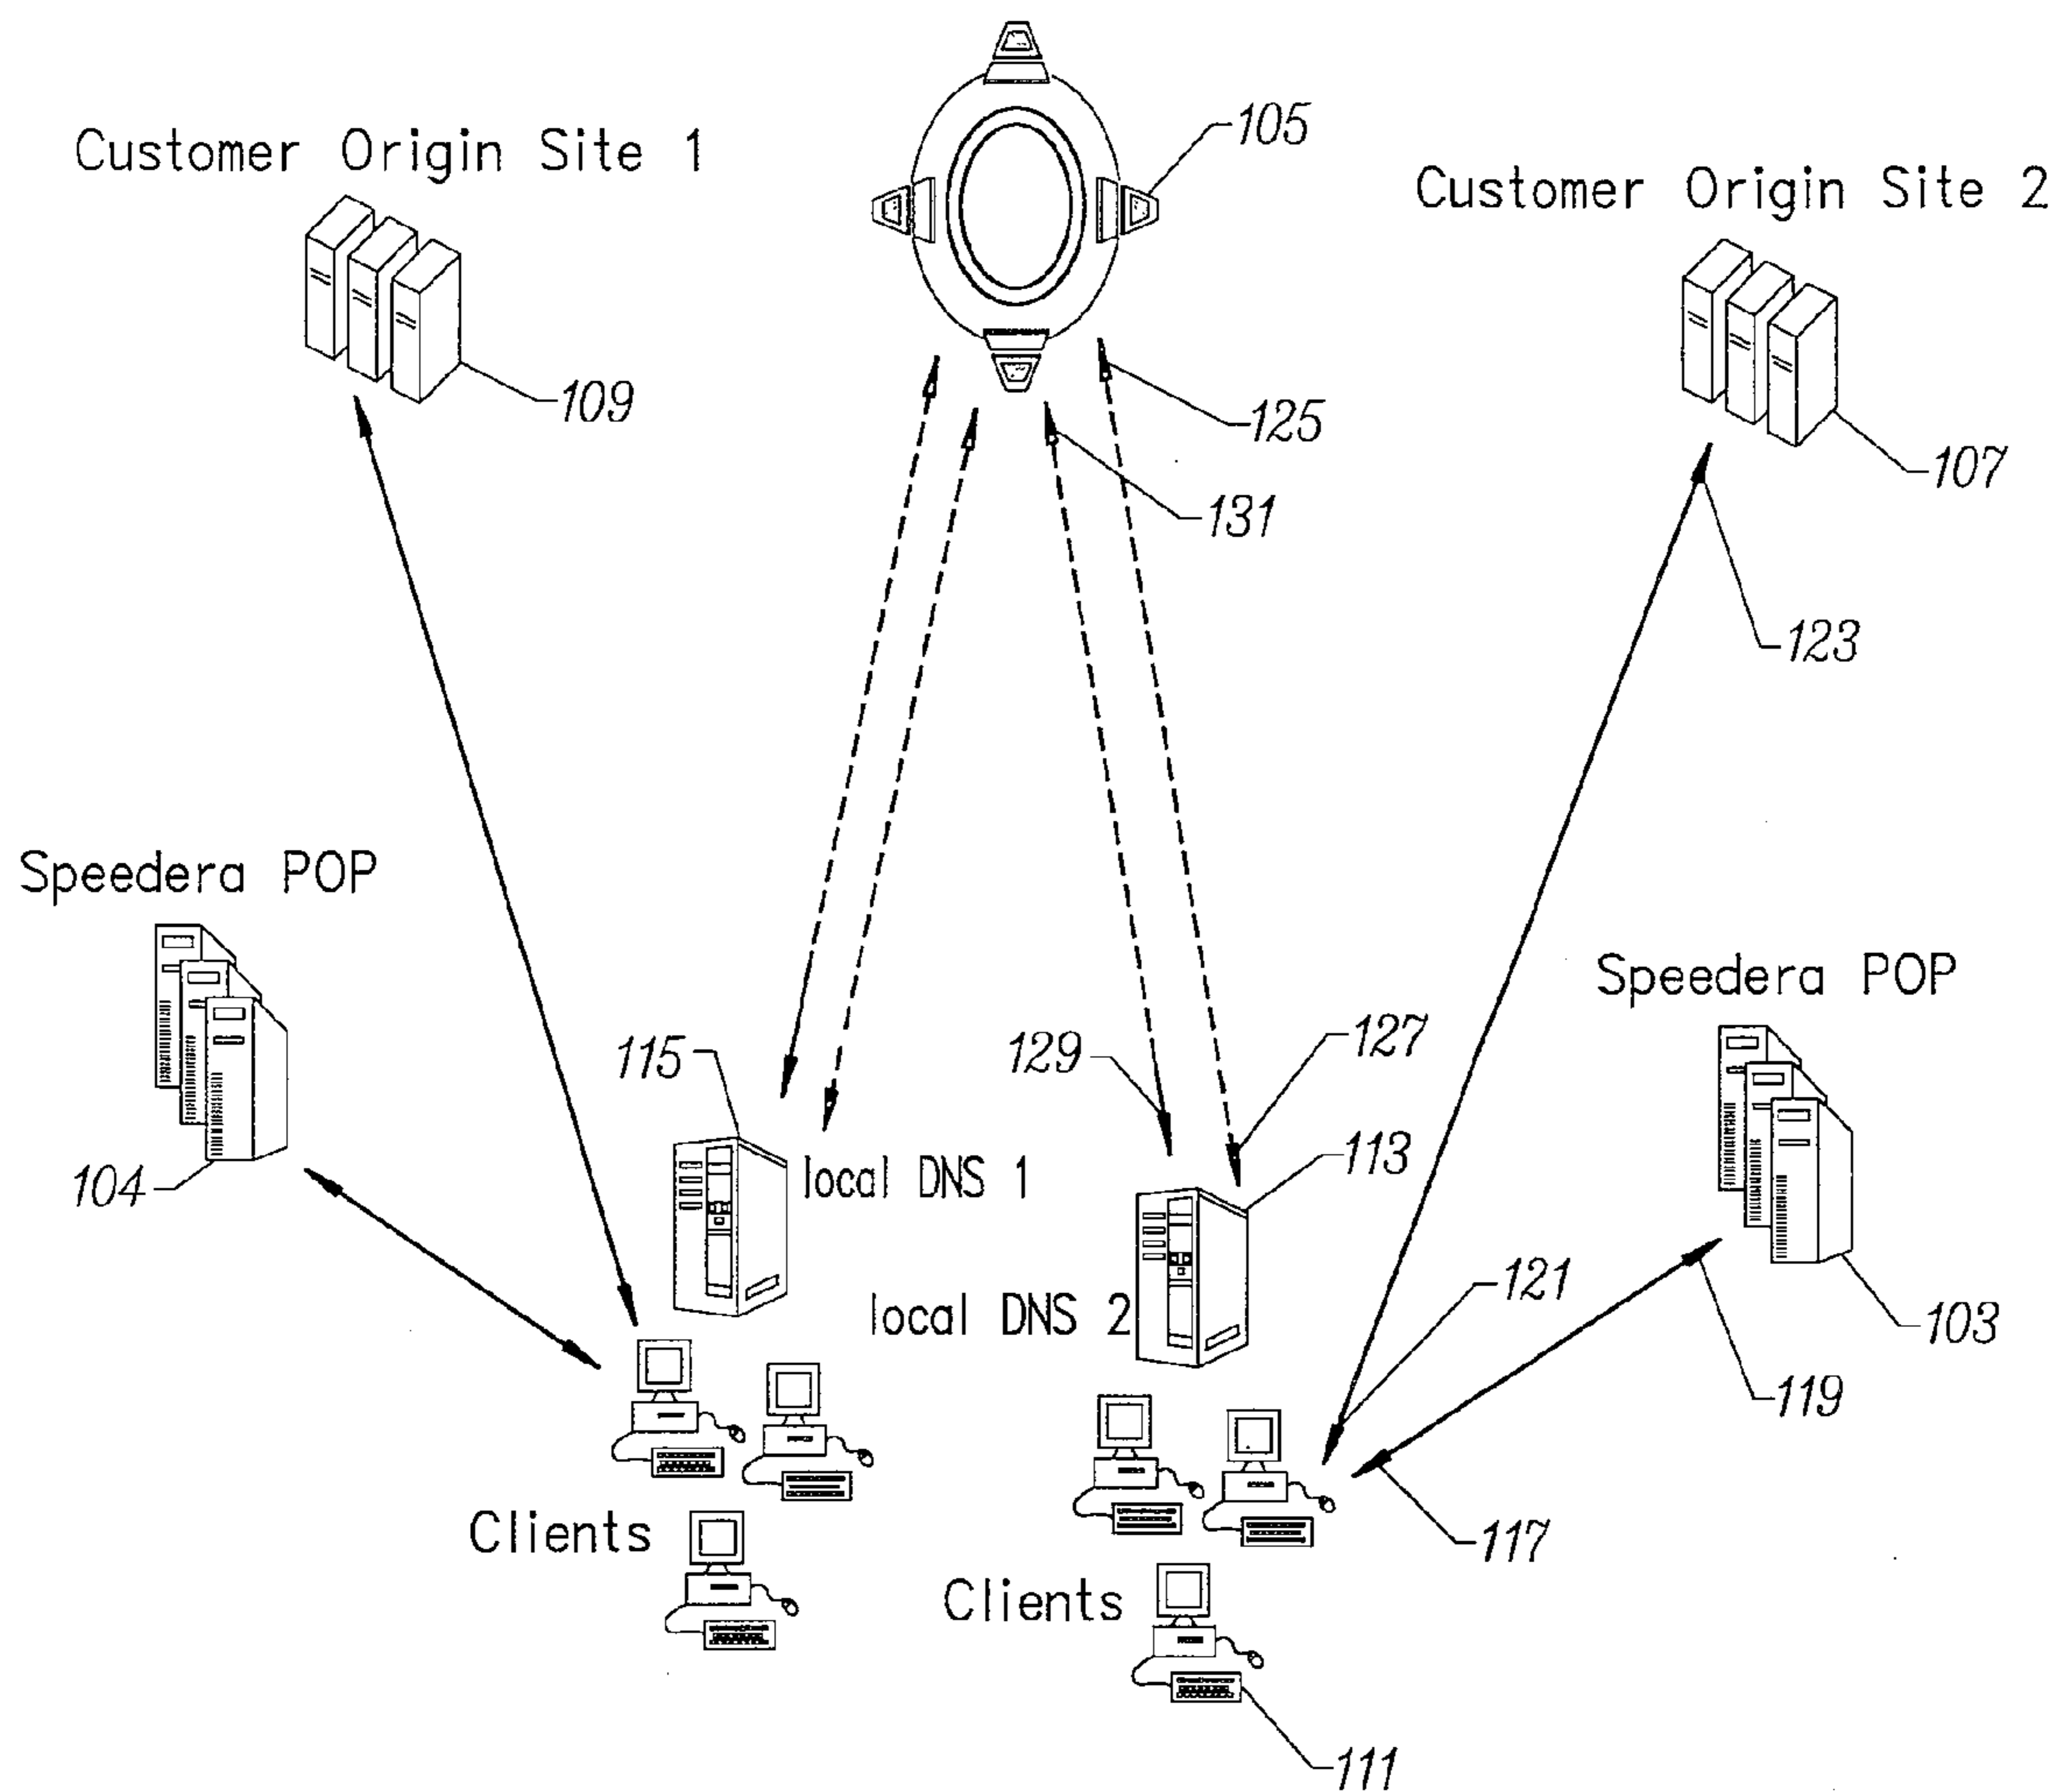 105
Customer Origin Site 1
Customer Origin Site 2
109
125
107
131
123
Speedera POP
Speedera POP
115
129
127
113
104
local DNS 1
121
local DNS 2
103
119
Clients
117
Clients
111